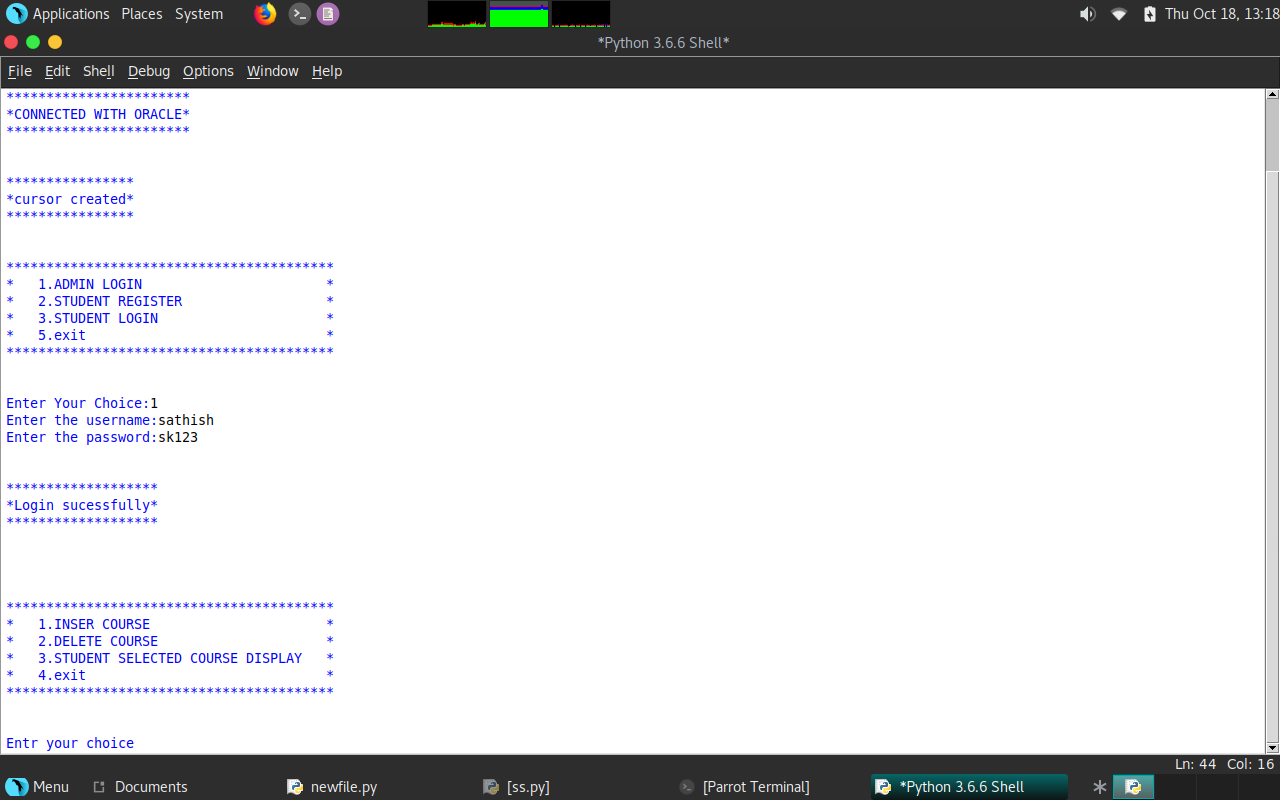 Applications Places System Thu Oct 18, 13:18
*Python 3.6.6 Shell*
File Edit Shell Debug Options Window Help
***********************
*CONNECTED WITH ORACLE*
***********************
****************
*cursor created*
****************
*****************************************
*   1.ADMIN LOGIN                       *
*   2.STUDENT REGISTER                  *
*   3.STUDENT LOGIN                     *
*   5.exit                              *
*****************************************
Enter Your Choice:1
Enter the username:sathish
Enter the password:sk123
*******************
*Login sucessfully*
*******************
*****************************************
*   1.INSER COURSE                      *
*   2.DELETE COURSE                     *
*   3.STUDENT SELECTED COURSE DISPLAY   *
*   4.exit                              *
*****************************************
Entr your choice
Ln: 44 Col: 16
Menu Documents newfile.py [ss.py] [Parrot Terminal] *Python 3.6.6 Shell*